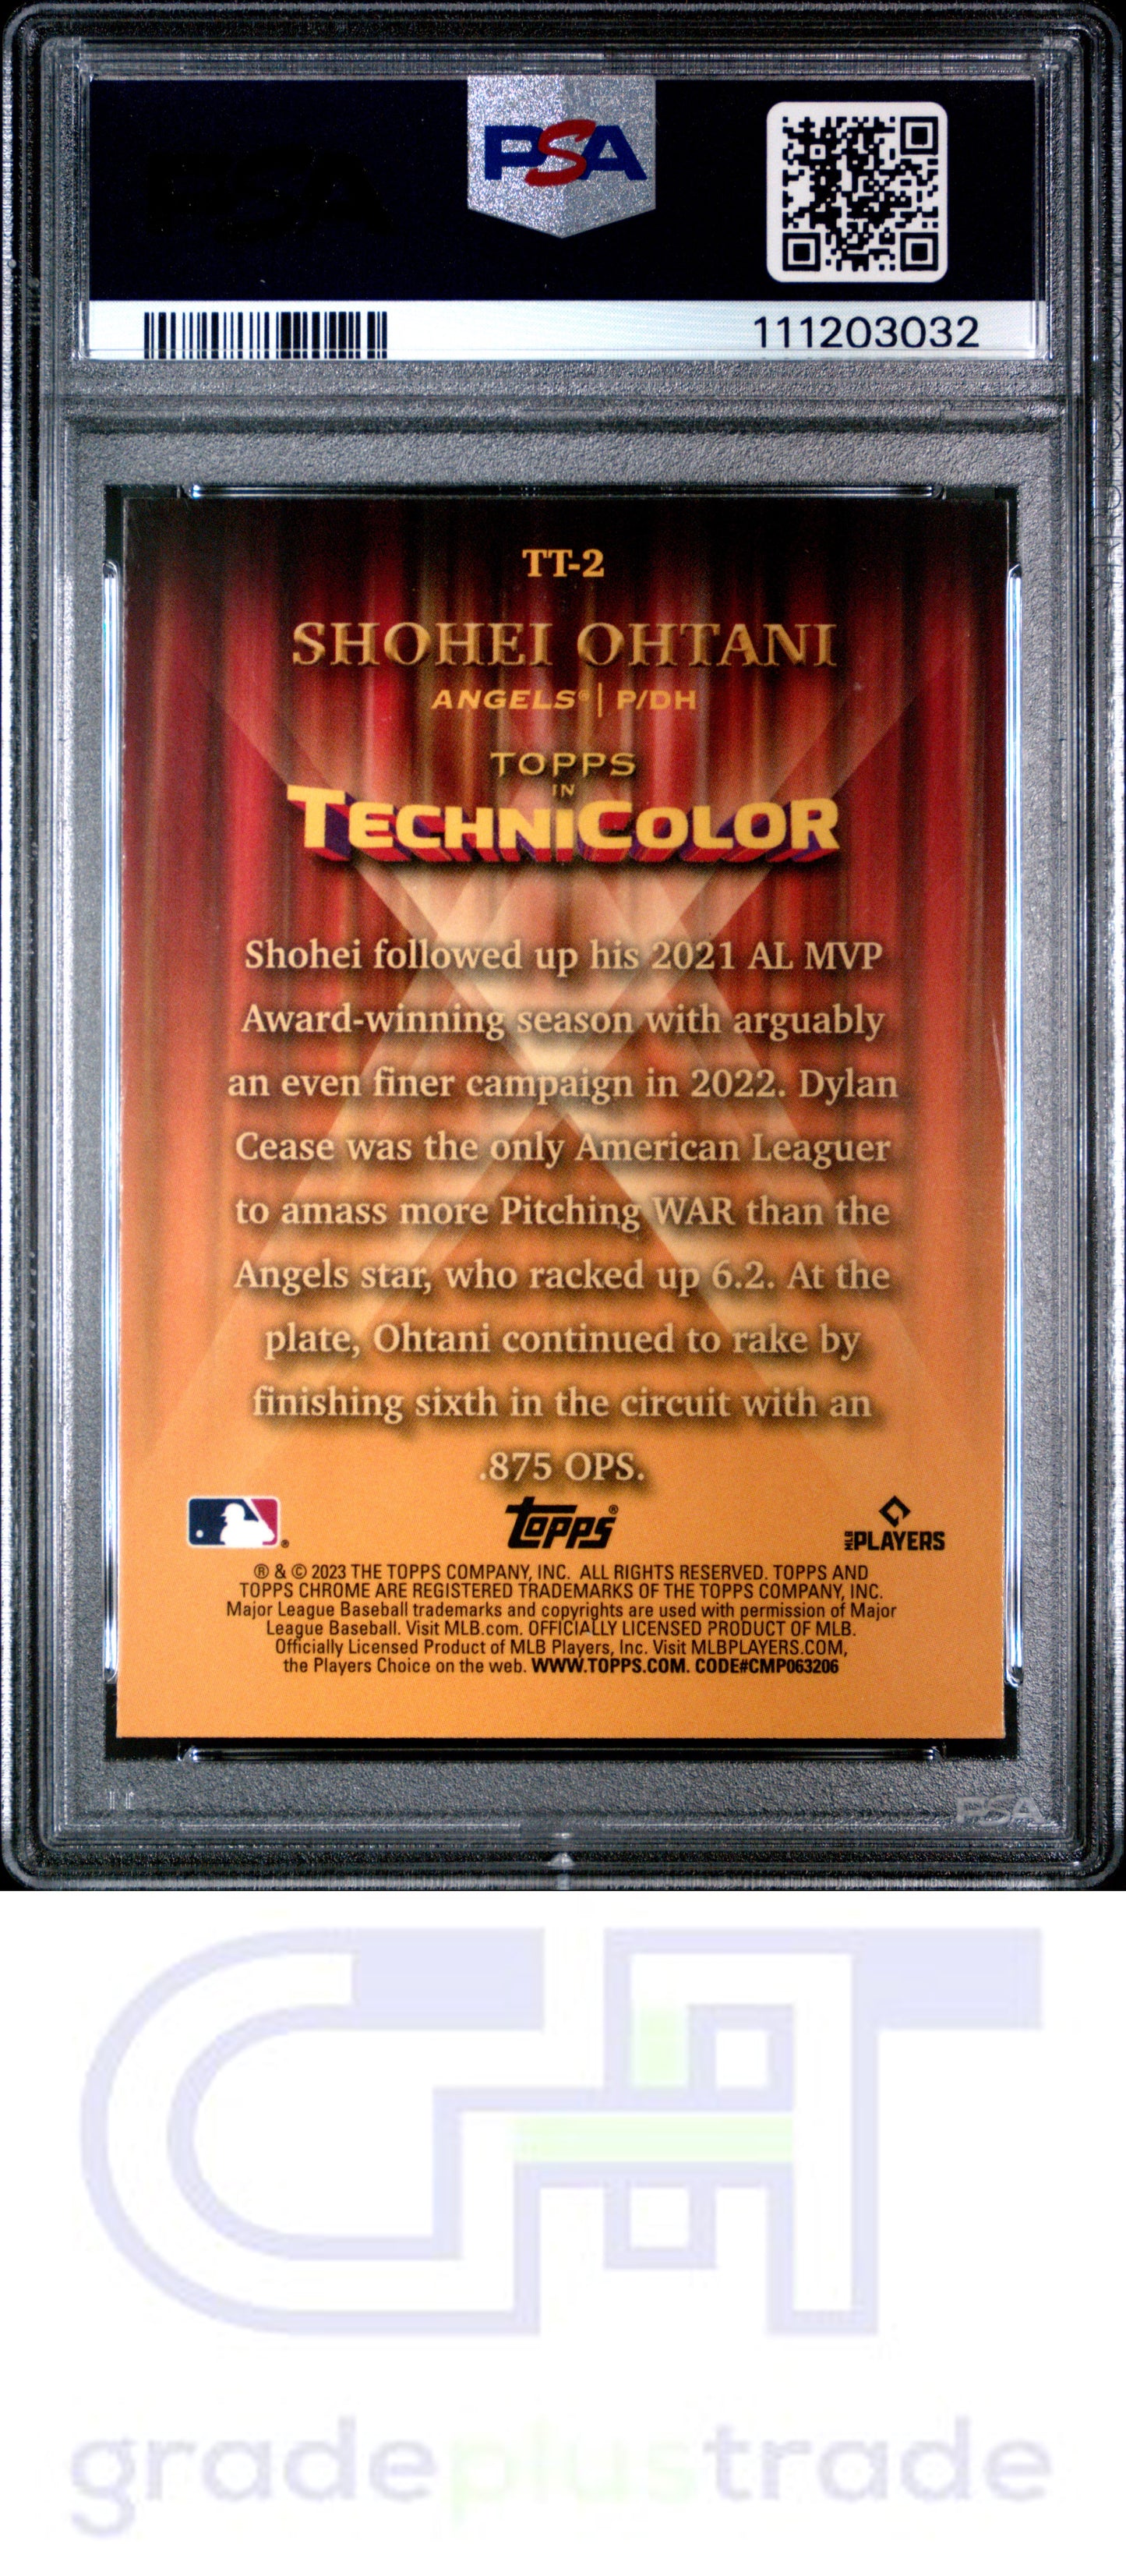 PSA
111203032
TT-2
SHOHEI OHTANI
ANGELS® | P/DH
TOPPS
IN
TECHNICOLOR
Shohei followed up his 2021 AL MVP
Award-winning season with arguably
an even finer campaign in 2022. Dylan
Cease was the only American Leaguer
to amass more Pitching WAR than the
Angels star, who racked up 6.2. At the
plate, Ohtani continued to rake by
finishing sixth in the circuit with an
.875 OPS.
topps®
MLB PLAYERS
® & © 2023 THE TOPPS COMPANY, INC. ALL RIGHTS RESERVED. TOPPS AND
TOPPS CHROME ARE REGISTERED TRADEMARKS OF THE TOPPS COMPANY, INC.
Major League Baseball trademarks and copyrights are used with permission of Major
League Baseball. Visit MLB.com. OFFICIALLY LICENSED PRODUCT OF MLB.
Officially Licensed Product of MLB Players, Inc. Visit MLBPLAYERS.COM,
the Players Choice on the web. WWW.TOPPS.COM. CODE#CMP063206
PSA
gradeplustrade